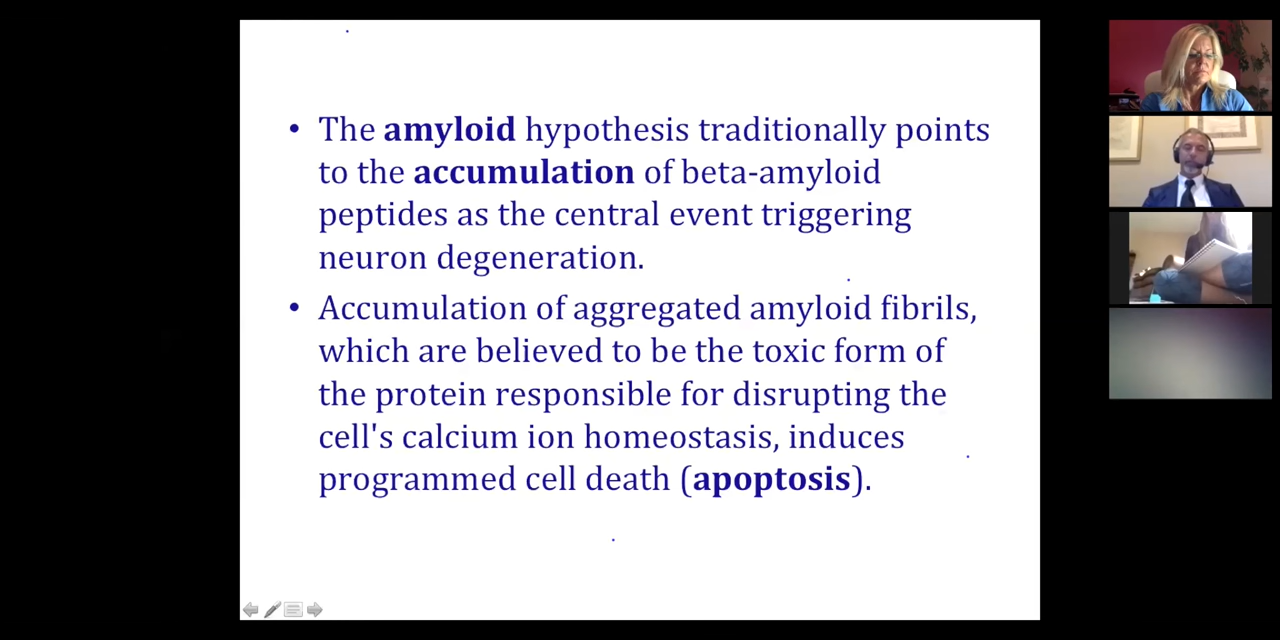 • The amyloid hypothesis traditionally points
to the accumulation of beta-amyloid
peptides as the central event triggering
neuron degeneration.
• Accumulation of aggregated amyloid fibrils,
which are believed to be the toxic form of
the protein responsible for disrupting the
cell's calcium ion homeostasis, induces
programmed cell death (apoptosis).